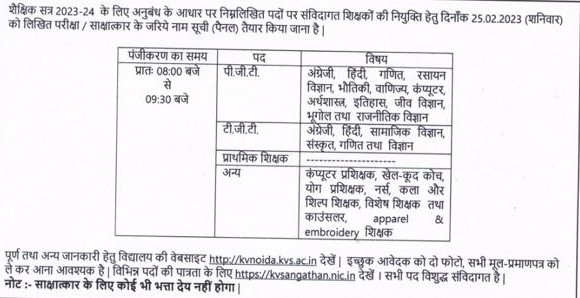 शैक्षिक सत्र 2023-24 के लिए अनुबंध के आधार पर निम्नलिखित पदों पर संविदागत शिक्षकों की नियुक्ति हेतु दिनाँक 25.02.2023 (शनिवार)
को लिखित परीक्षा / साक्षात्कार के जरिये नाम सूची (पैनल) तैयार किया जाना है |
पंजीकरण का समय पद विषय
प्रातः 08:00 बजे पी.जी.टी. अंग्रेजी, हिंदी, गणित, रसायन
से विज्ञान, भौतिकी, वाणिज्य, कंप्यूटर,
09:30 बजे अर्थशास्त्र, इतिहास, जीव विज्ञान,
भूगोल तथा राजनीतिक विज्ञान
टी.जी.टी. अंग्रेजी, हिंदी, सामाजिक विज्ञान,
संस्कृत, गणित तथा विज्ञान
प्राथमिक शिक्षक ----------------------
अन्य कंप्यूटर प्रशिक्षक, खेल-कूद कोच,
योग प्रशिक्षक, नर्स, कला और
शिल्प शिक्षक, विशेष शिक्षक तथा
काउंसलर, apparel &
embroidery शिक्षक
पूर्ण तथा अन्य जानकारी हेतु विद्यालय की वेबसाइट http://kvnoida.kvs.ac.in देखें | इच्छुक आवेदक को दो फोटो, सभी मूल-प्रमाणपत्र को
ले कर आना आवश्यक है | विभिन्न पदों की पात्रता के लिए https://kvsangathan.nic.in देखें । सभी पद विशुद्ध संविदागत है |
नोट :- साक्षात्कार के लिए कोई भी भत्ता देय नहीं होगा |